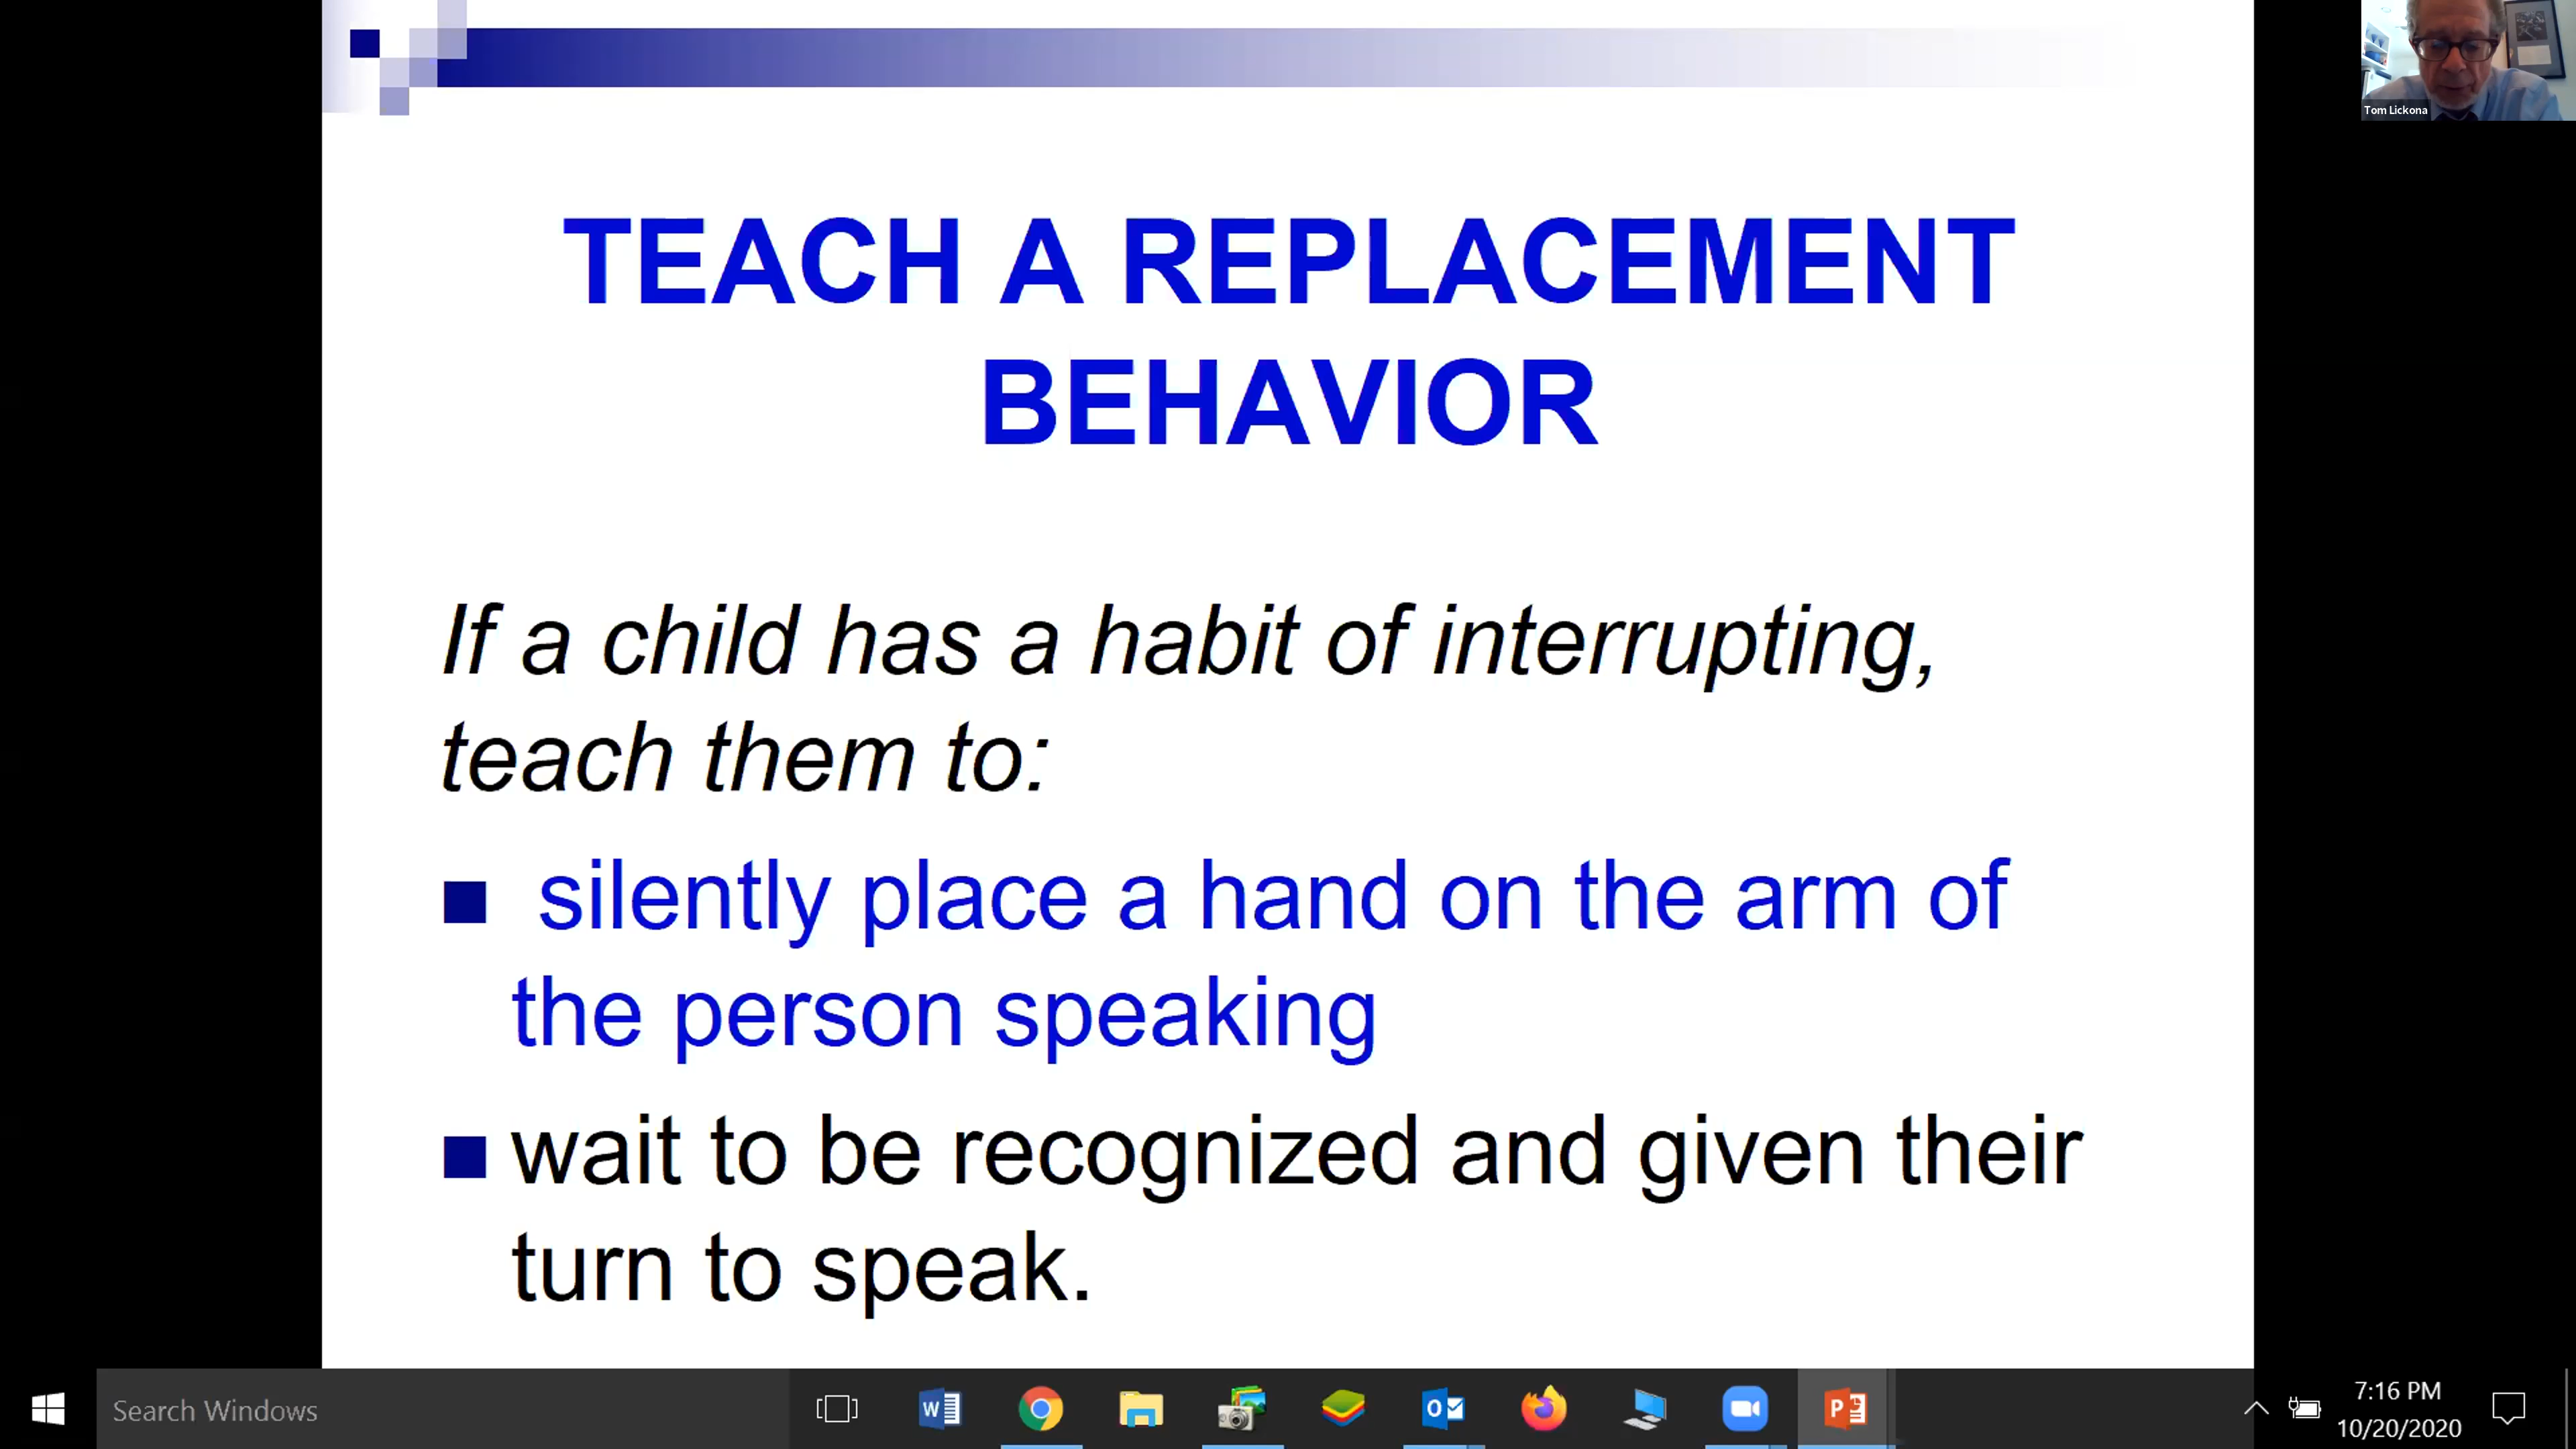 Tom Lickona
TEACH A REPLACEMENT
BEHAVIOR
If a child has a habit of interrupting,
teach them to:
silently place a hand on the arm of
the person speaking
wait to be recognized and given their
turn to speak.
Search Windows
7:16 PM
10/20/2020